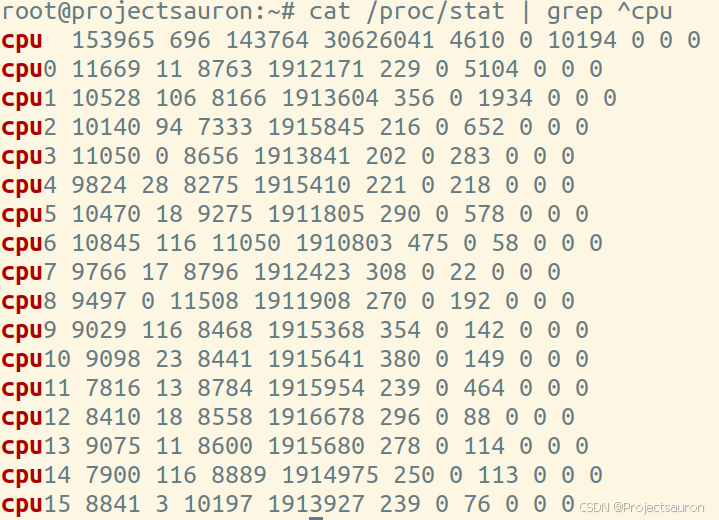 root@projectsauron:~# cat /proc/stat | grep ^cpu
cpu  153965 696 143764 30626041 4610 0 10194 0 0 0
cpu0 11669 11 8763 1912171 229 0 5104 0 0 0
cpu1 10528 106 8166 1913604 356 0 1934 0 0 0
cpu2 10140 94 7333 1915845 216 0 652 0 0 0
cpu3 11050 0 8656 1913841 202 0 283 0 0 0
cpu4 9824 28 8275 1915410 221 0 218 0 0 0
cpu5 10470 18 9275 1911805 290 0 578 0 0 0
cpu6 10845 116 11050 1910803 475 0 58 0 0 0
cpu7 9766 17 8796 1912423 308 0 22 0 0 0
cpu8 9497 0 11508 1911908 270 0 192 0 0 0
cpu9 9029 116 8468 1915368 354 0 142 0 0 0
cpu10 9098 23 8441 1915641 380 0 149 0 0 0
cpu11 7816 13 8784 1915954 239 0 464 0 0 0
cpu12 8410 18 8558 1916678 296 0 88 0 0 0
cpu13 9075 11 8600 1915680 278 0 114 0 0 0
cpu14 7900 116 8889 1914975 250 0 113 0 0 0
cpu15 8841 3 10197 1913927 239 0 76 0 0 0
CSDN @Projectsauron